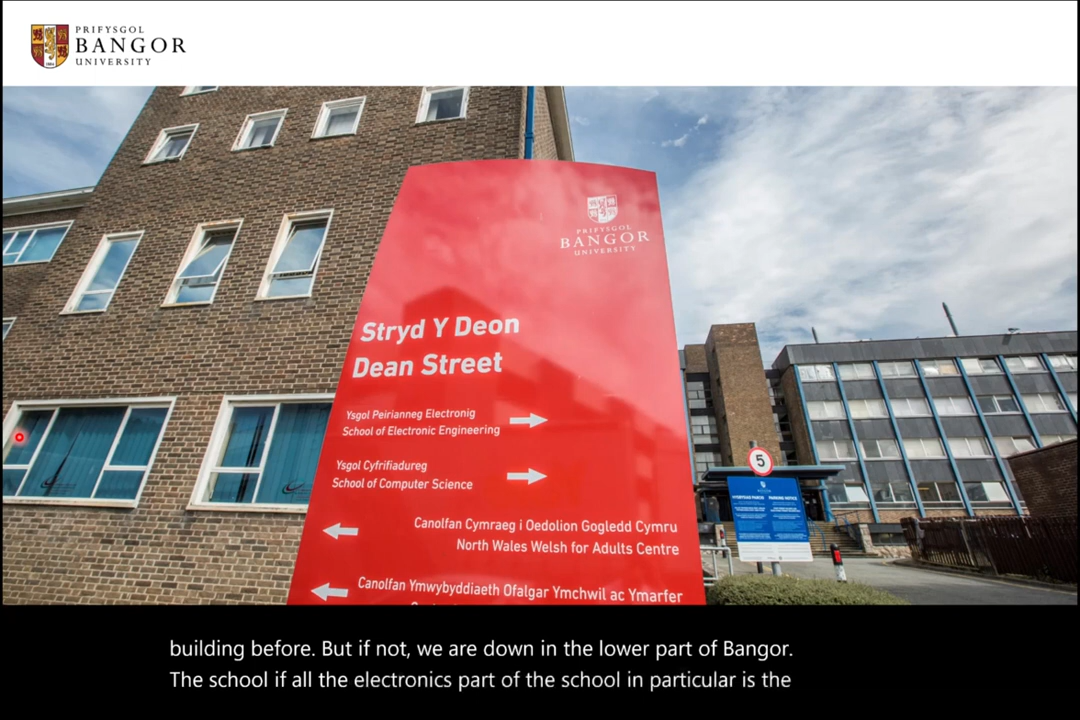 PRIFYSGOL
BANGOR
UNIVERSITY
PRIFYSGOL
BANGOR
UNIVERSITY
Stryd Y Deon
Dean Street
Ysgol Peirianneg Electronig
School of Electronic Engineering
Ysgol Cyfrifiadureg
School of Computer Science
Canolfan Cymraeg i Oedolion Gogledd Cymru
North Wales Welsh for Adults Centre
Canolfan Ymwybyddiaeth Ofalgar Ymchwil ac Ymarfer
5
PARKING NOTICE
building before. But if not, we are down in the lower part of Bangor.
The school if all the electronics part of the school in particular is the